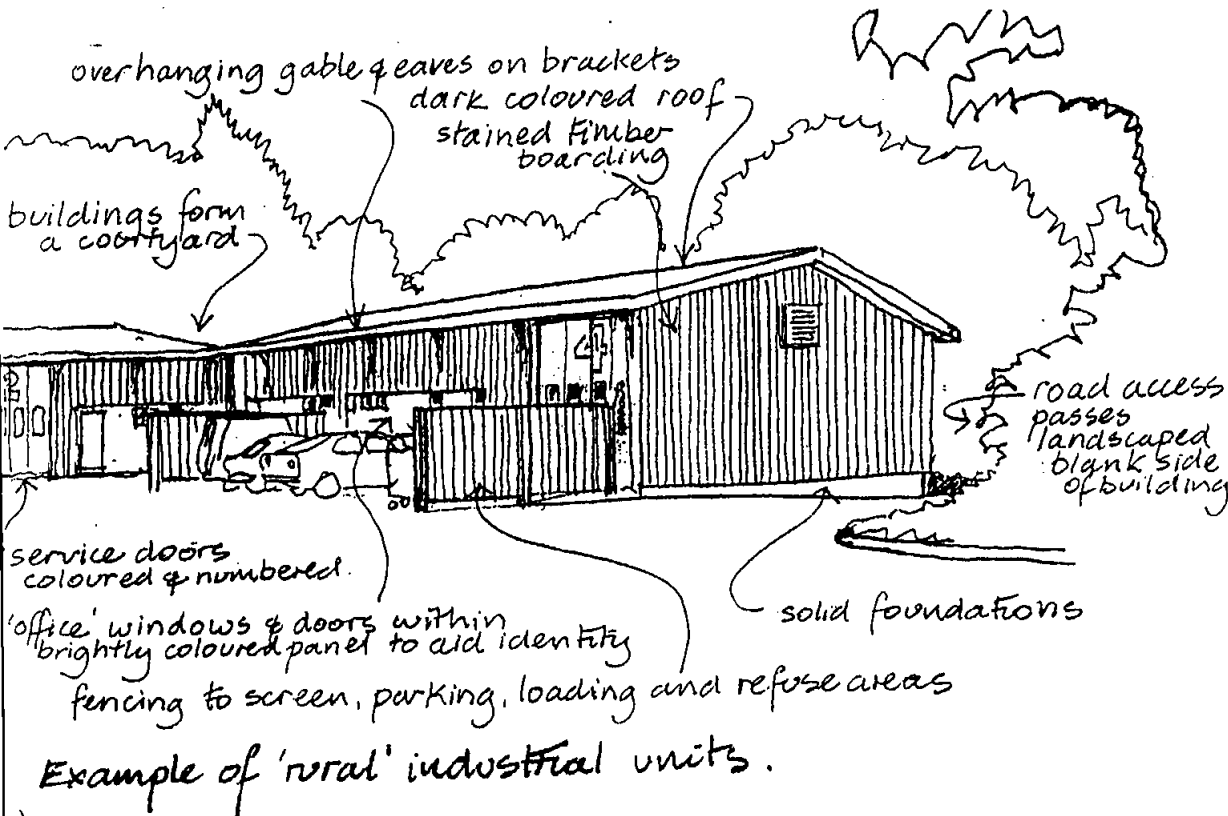 overhanging gable & eaves on brackets
dark coloured roof
stained timber
boarding
buildings form
a courtyard
4
2
road access
passes
landscaped
blank side
of building
service doors
coloured & numbered.
'office' windows & doors within
brightly coloured panel to aid identity
solid foundations
fencing to screen, parking, loading and refuse areas
Example of 'rural' industrial units.